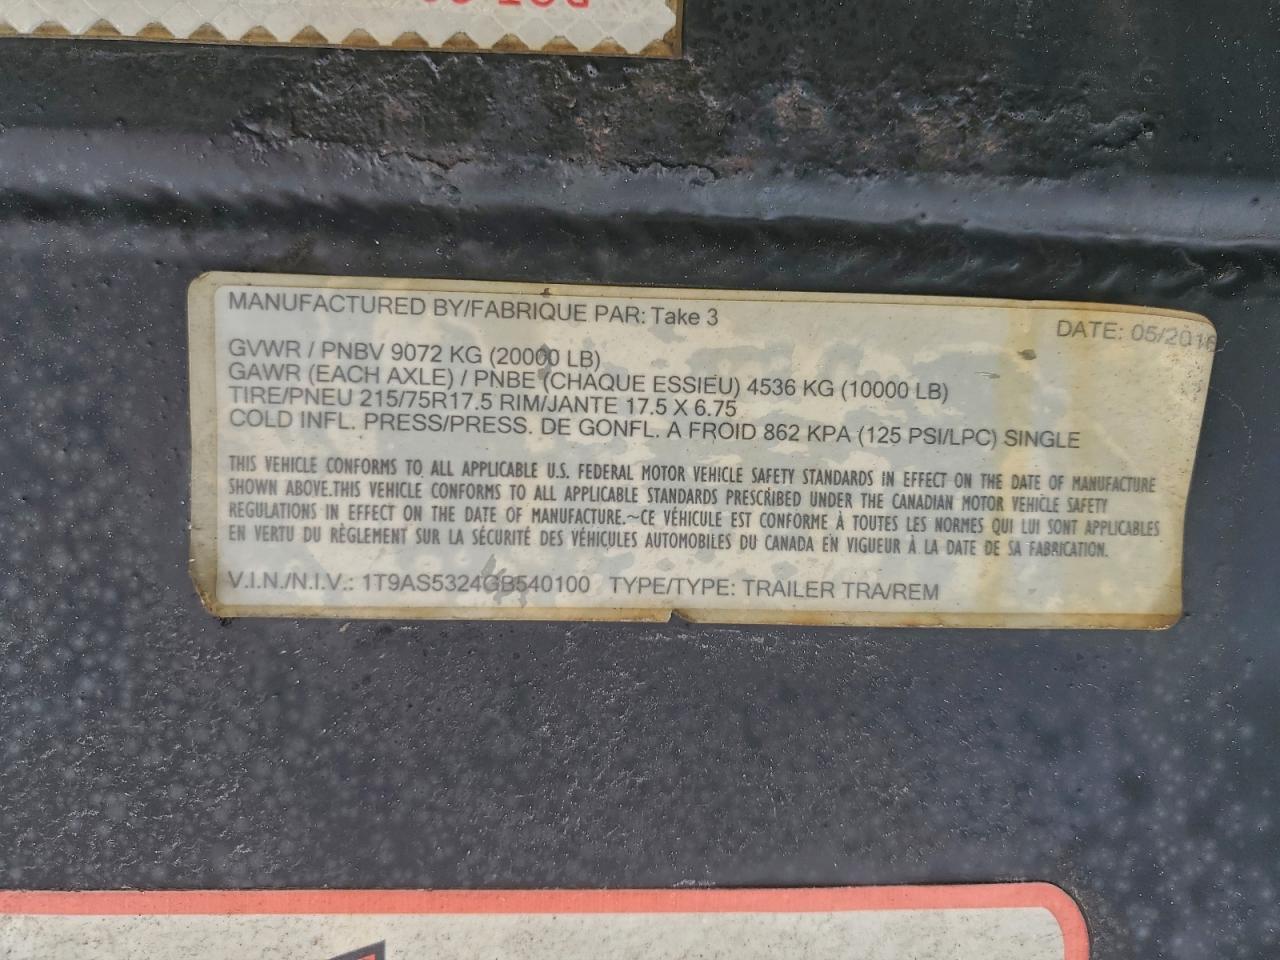 MANUFACTURED BY/FABRIQUE PAR: Take 3
DATE: 05/2016
GVWR / PNBV 9072 KG (20000 LB)
GAWR (EACH AXLE) / PNBE (CHAQUE ESSIEU) 4536 KG (10000 LB)
TIRE/PNEU 215/75R17.5 RIM/JANTE 17.5 X 6.75
COLD INFL. PRESS/PRESS. DE GONFL. A FROID 862 KPA (125 PSI/LPC) SINGLE
THIS VEHICLE CONFORMS TO ALL APPLICABLE U.S. FEDERAL MOTOR VEHICLE SAFETY STANDARDS IN EFFECT ON THE DATE OF MANUFACTURE
SHOWN ABOVE.THIS VEHICLE CONFORMS TO ALL APPLICABLE STANDARDS PRESCRIBED UNDER THE CANADIAN MOTOR VEHICLE SAFETY
REGULATIONS IN EFFECT ON THE DATE OF MANUFACTURE.~CE VÉHICULE EST CONFORME À TOUTES LES NORMES QUI LUI SONT APPLICABLES
EN VERTU DU RÈGLEMENT SUR LA SÉCURITÉ DES VÉHICULES AUTOMOBILES DU CANADA EN VIGUEUR À LA DATE DE SA FABRICATION.
V.I.N./N.I.V.: 1T9AS5324GB540100 TYPE/TYPE: TRAILER TRA/REM